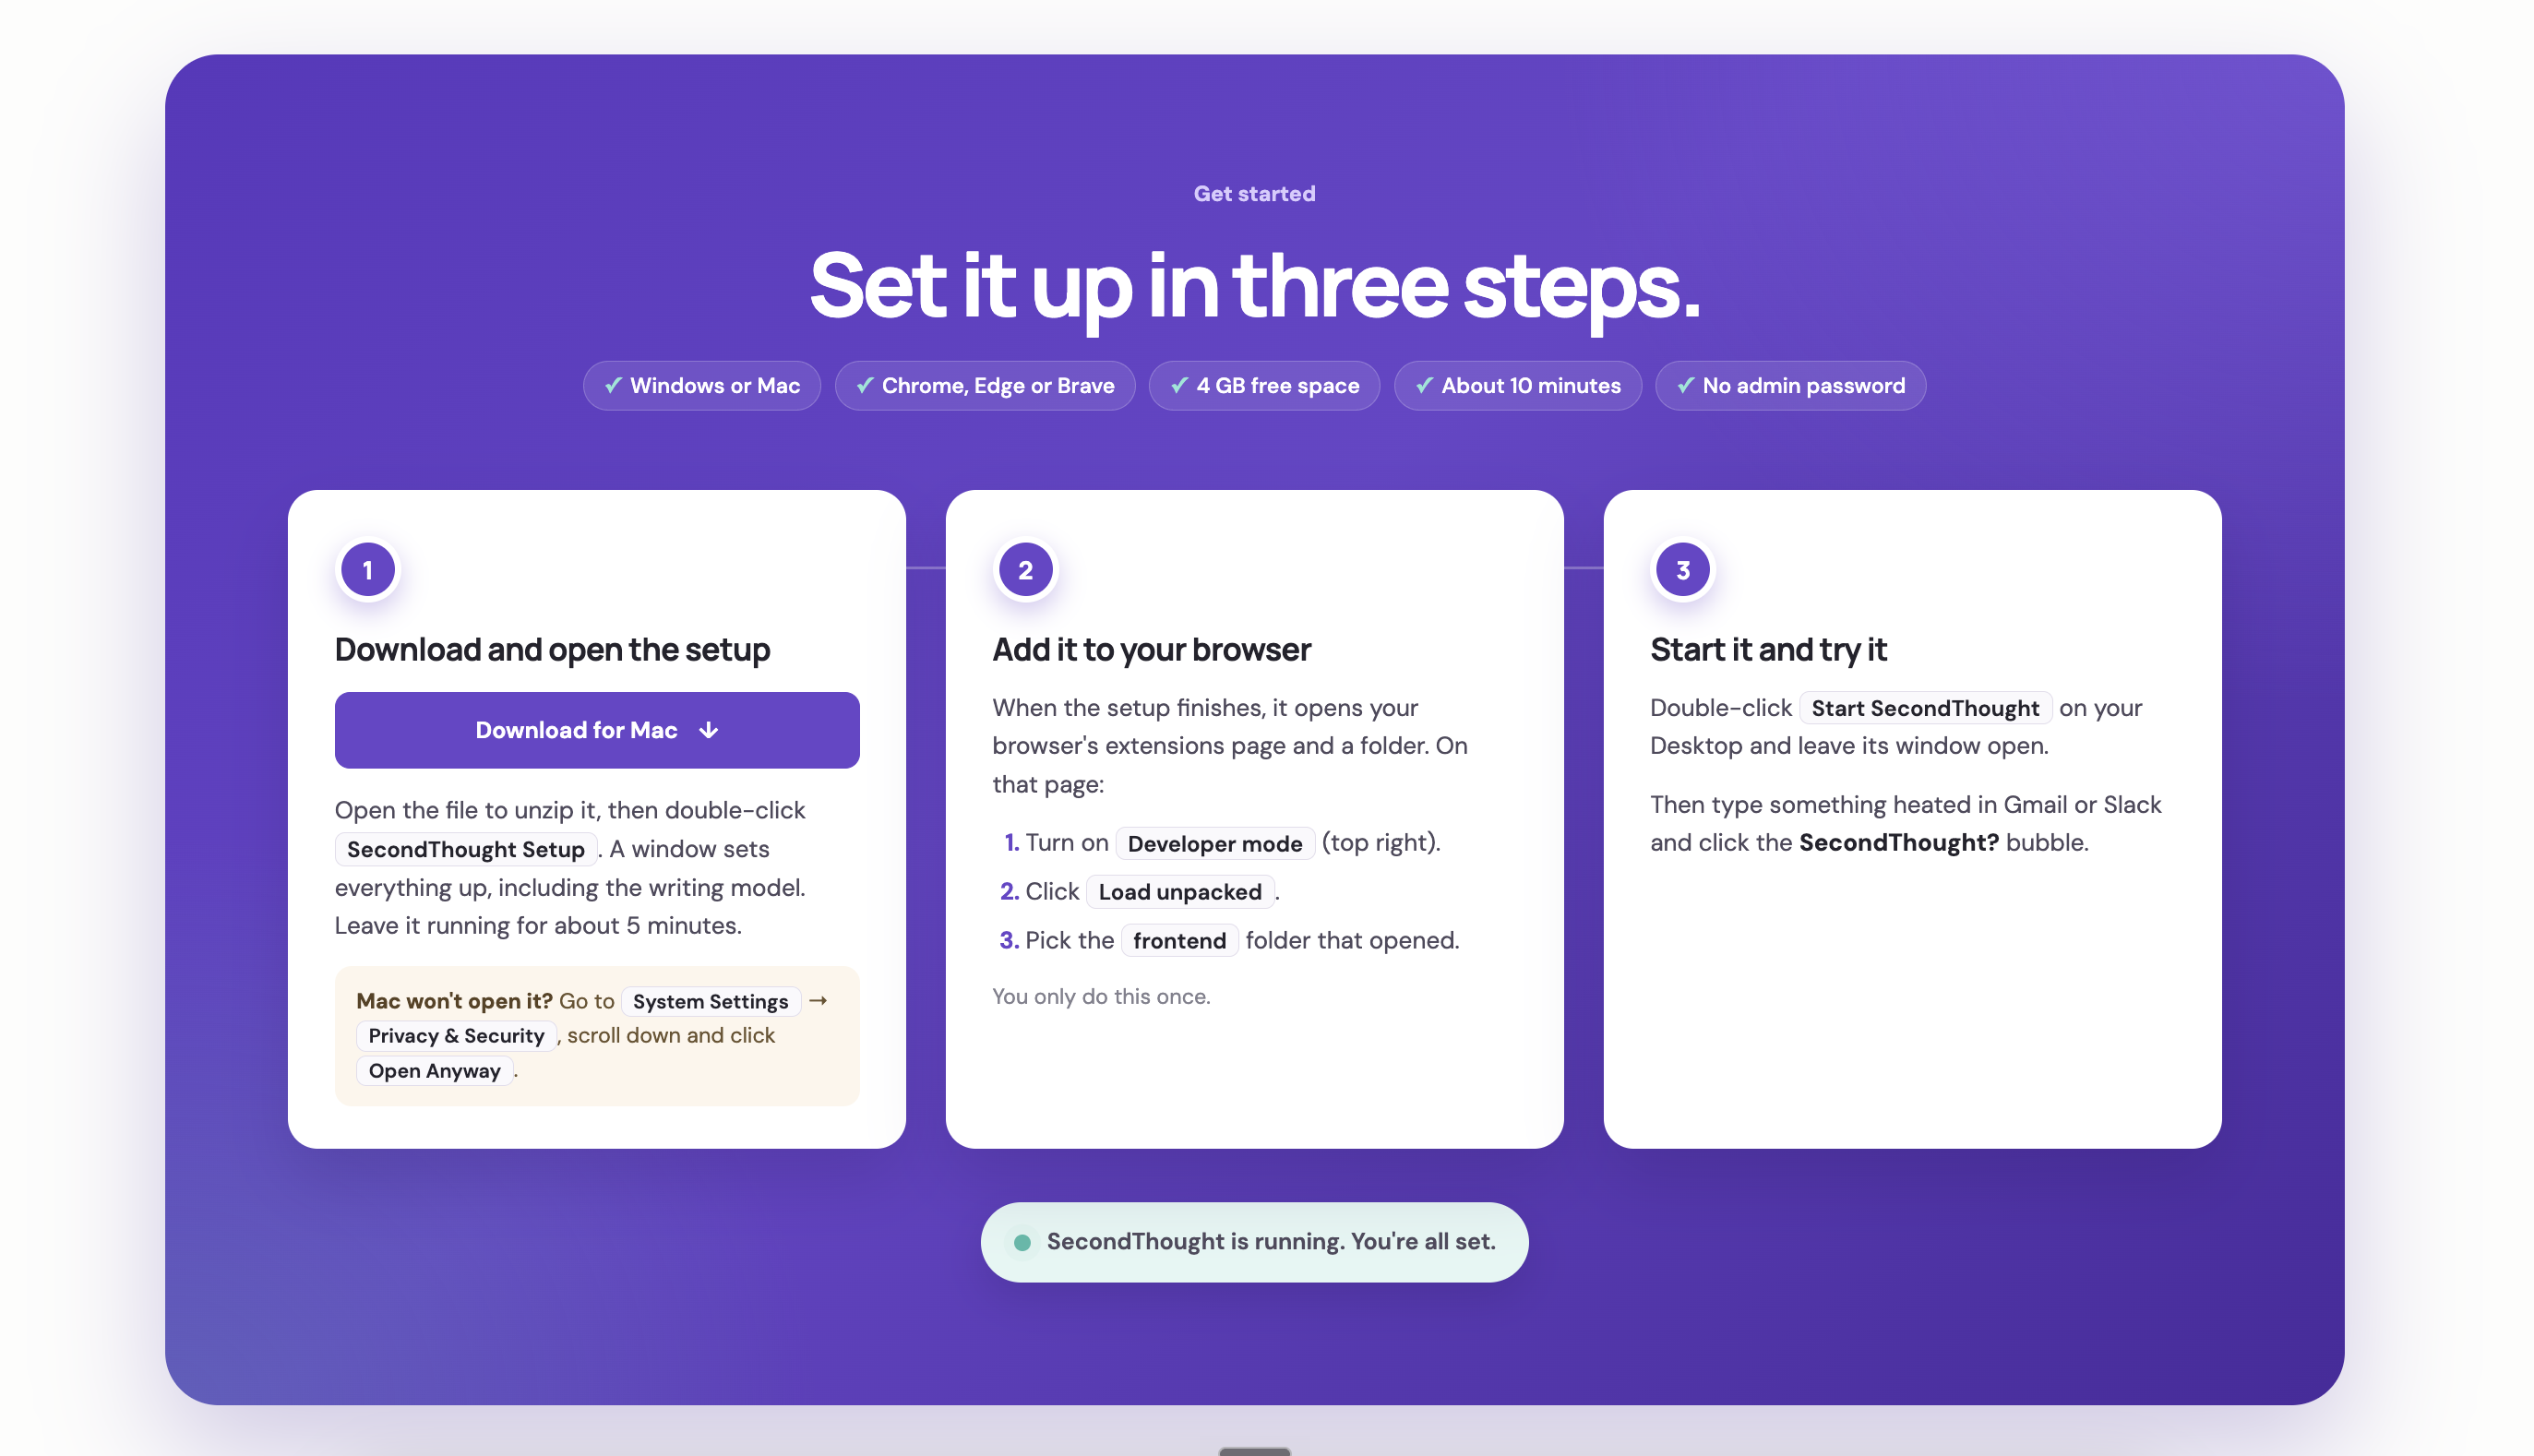 Get started
Set it up in three steps.
✓ Windows or Mac
✓ Chrome, Edge or Brave
✓ 4 GB free space
✓ About 10 minutes
✓ No admin password
1
Download and open the setup
Download for Mac ↓
Open the file to unzip it, then double-click
SecondThought Setup . A window sets
everything up, including the writing model.
Leave it running for about 5 minutes.
Mac won't open it? Go to System Settings →
Privacy & Security , scroll down and click
Open Anyway .
2
Add it to your browser
When the setup finishes, it opens your
browser's extensions page and a folder. On
that page:
1. Turn on Developer mode (top right).
2. Click Load unpacked .
3. Pick the frontend folder that opened.
You only do this once.
3
Start it and try it
Double-click Start SecondThought on your
Desktop and leave its window open.
Then type something heated in Gmail or Slack
and click the SecondThought? bubble.
SecondThought is running. You're all set.